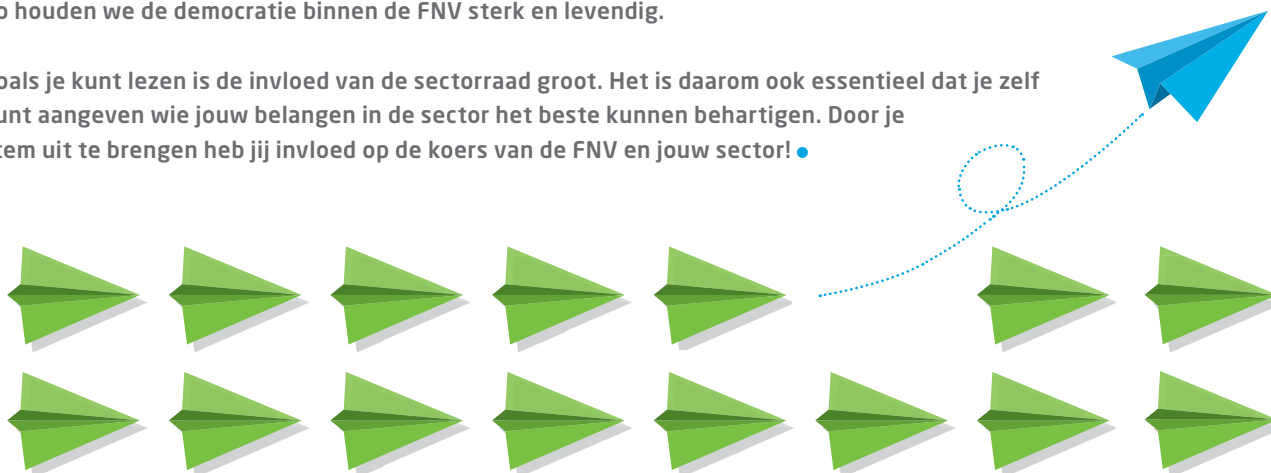 o houden we de democratie binnen de FNV sterk en levendig.
oals je kunt lezen is de invloed van de sectorraad groot. Het is daarom ook essentieel dat je zelf
unt aangeven wie jouw belangen in de sector het beste kunnen behartigen. Door je
tem uit te brengen heb jij invloed op de koers van de FNV en jouw sector!